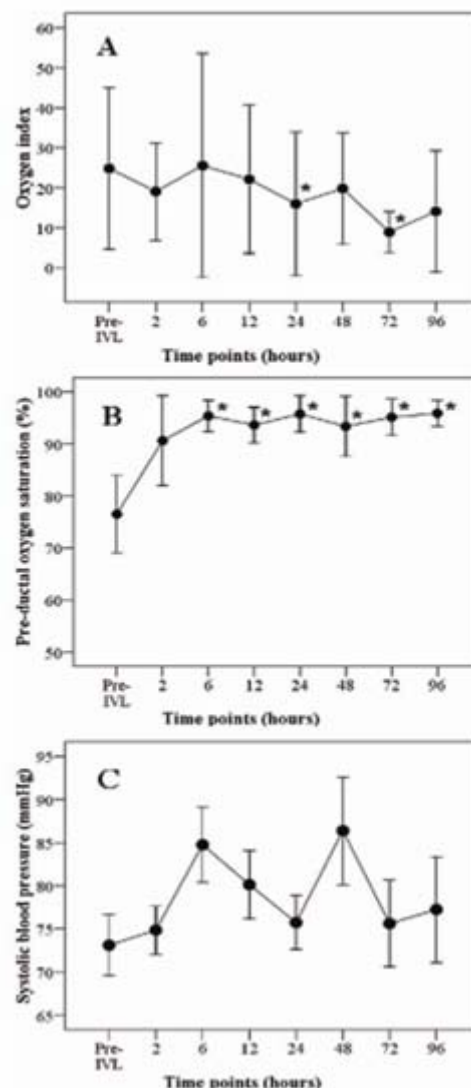 A
Oxygen index
60
50
40
30
20
10
0
Pre-IVL 2 6 12 24 48 72 96
* *
Time points (hours)
B
Pre-ductal oxygen saturation (%)
100
90
80
70
60
50
* * * * * *
Pre-IVL 2 6 12 24 48 72 96
Time points (hours)
C
Systolic blood pressure (mmHg)
95
90
85
80
75
70
65
Pre-IVL 2 6 12 24 48 72 96
Time points (hours)